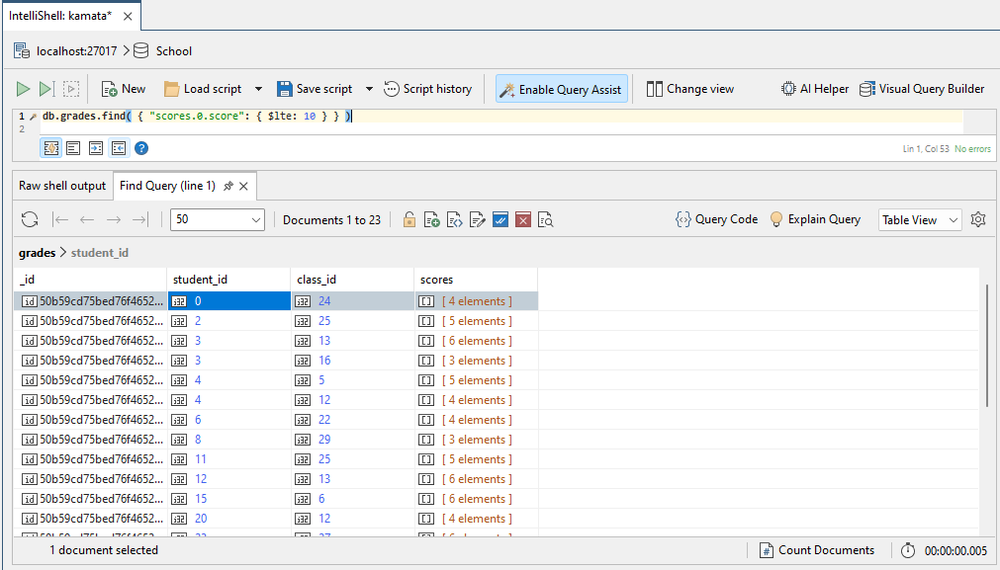 IntelliShell: kamata*
localhost:27017 School
New Load script Save script Script history Enable Query Assist Change view AI Helper Visual Query Builder
1 db.grades.find( { "scores.0.score": { $lte: 10 } } )
2
Lin 1, Col 53 No errors
Raw shell output Find Query (line 1)
50 Documents 1 to 23 Query Code Explain Query Table View
grades > student_id
_id student_id class_id scores
50b59cd75bed76f4652... 0 24 [ 4 elements ]
50b59cd75bed76f4652... 2 25 [ 5 elements ]
50b59cd75bed76f4652... 3 13 [ 6 elements ]
50b59cd75bed76f4652... 3 16 [ 3 elements ]
50b59cd75bed76f4652... 4 5 [ 5 elements ]
50b59cd75bed76f4652... 4 12 [ 4 elements ]
50b59cd75bed76f4652... 6 22 [ 4 elements ]
50b59cd75bed76f4652... 8 29 [ 3 elements ]
50b59cd75bed76f4652... 11 25 [ 5 elements ]
50b59cd75bed76f4652... 12 13 [ 6 elements ]
50b59cd75bed76f4652... 15 6 [ 6 elements ]
50b59cd75bed76f4652... 20 12 [ 4 elements ]
1 document selected Count Documents 00:00:00.005